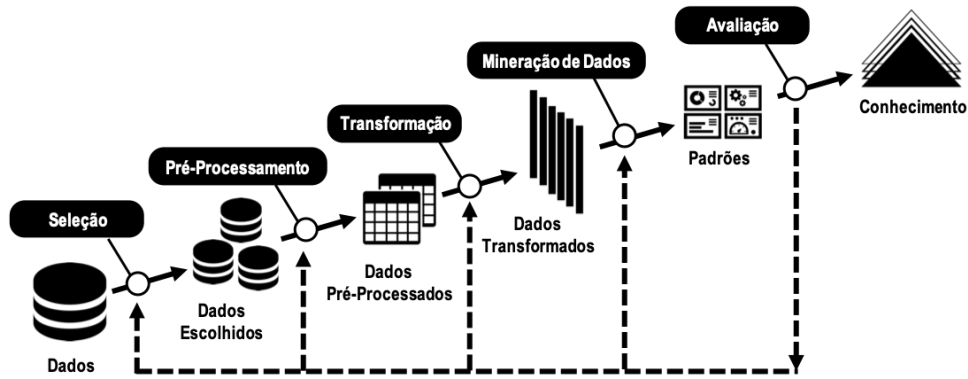 Avaliação
Conhecimento
Mineração de Dados
Padrões
Transformação
Dados
Transformados
Pré-Processamento
Dados
Pré-Processados
Seleção
Dados
Escolhidos
Dados